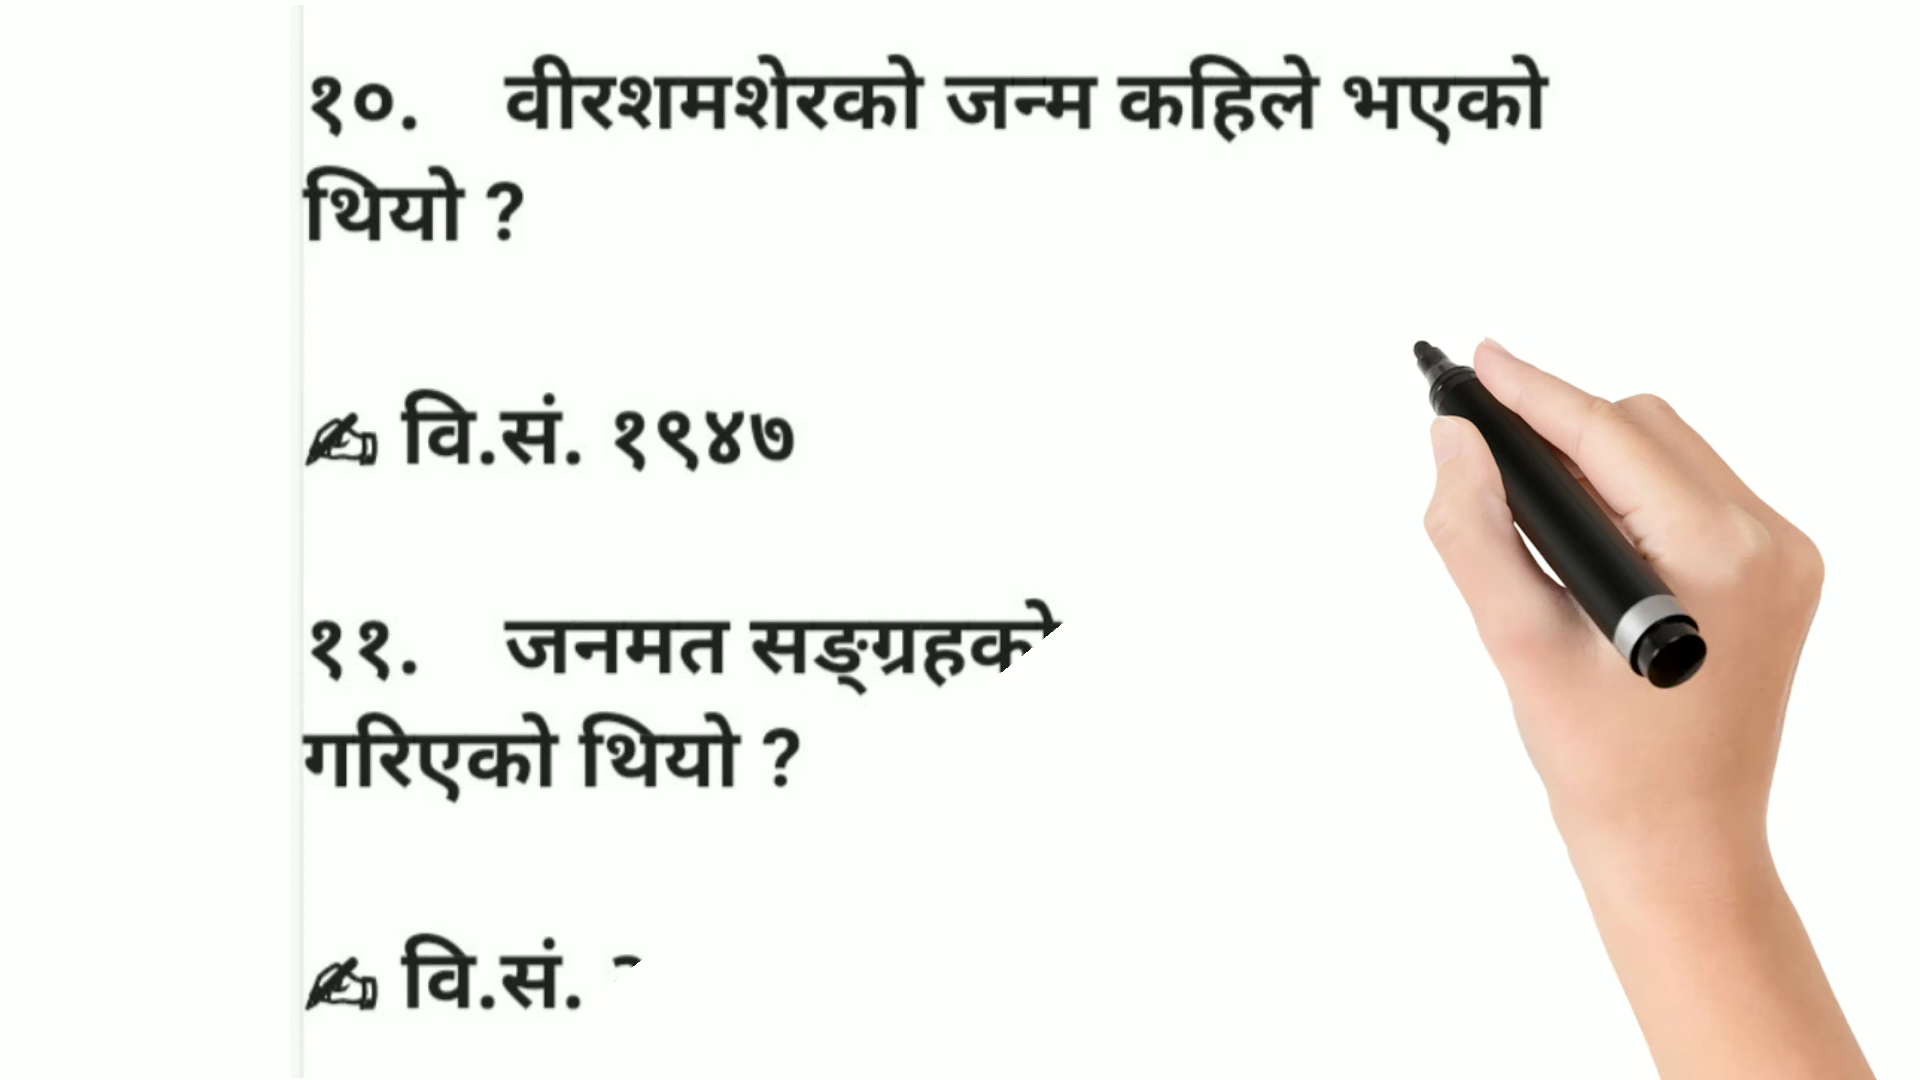 १०. वीरशमशेरको जन्म कहिले भएको
थियो ?
✍ वि.सं. १९४७
११. जनमत सङ्ग्रहको
गरिएको थियो ?
✍ वि.सं.